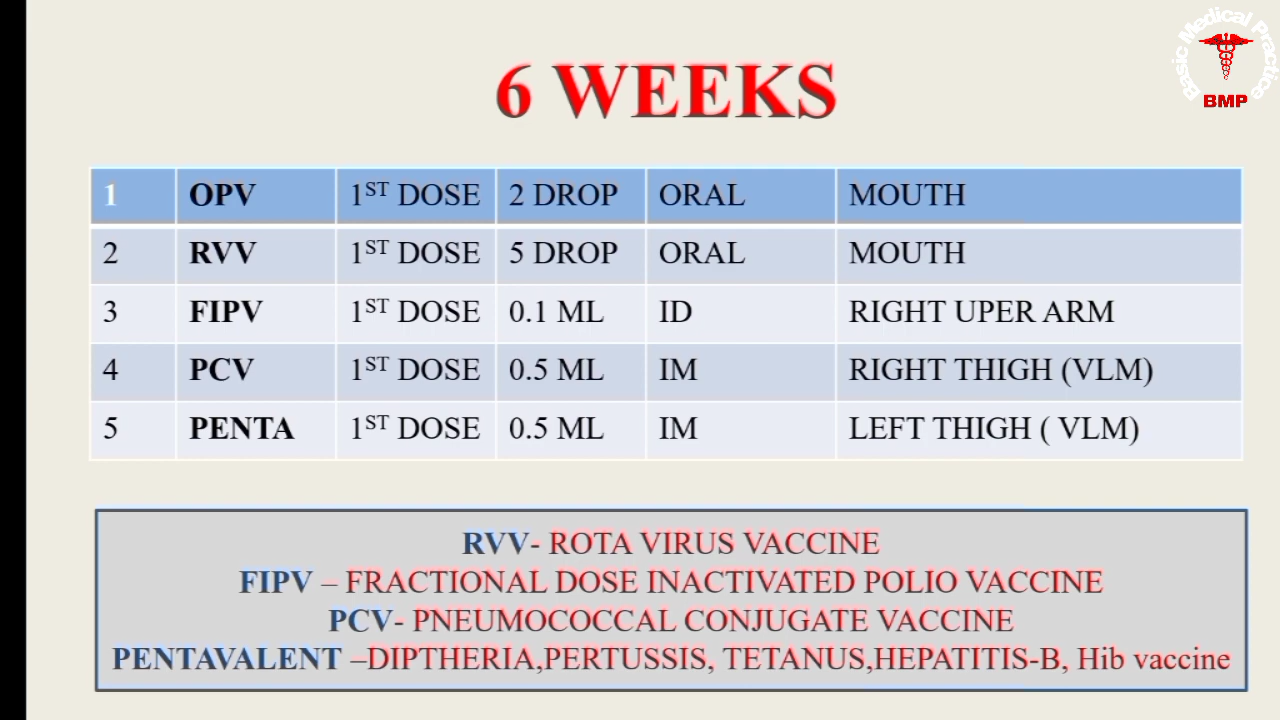 Basic Medical Practice
BMP
6 WEEKS
1 OPV 1ST DOSE 2 DROP ORAL MOUTH
2 RVV 1ST DOSE 5 DROP ORAL MOUTH
3 FIPV 1ST DOSE 0.1 ML ID RIGHT UPER ARM
4 PCV 1ST DOSE 0.5 ML IM RIGHT THIGH (VLM)
5 PENTA 1ST DOSE 0.5 ML IM LEFT THIGH ( VLM)
RVV- ROTA VIRUS VACCINE
FIPV – FRACTIONAL DOSE INACTIVATED POLIO VACCINE
PCV- PNEUMOCOCCAL CONJUGATE VACCINE
PENTAVALENT –DIPTHERIA,PERTUSSIS, TETANUS,HEPATITIS-B, Hib vaccine